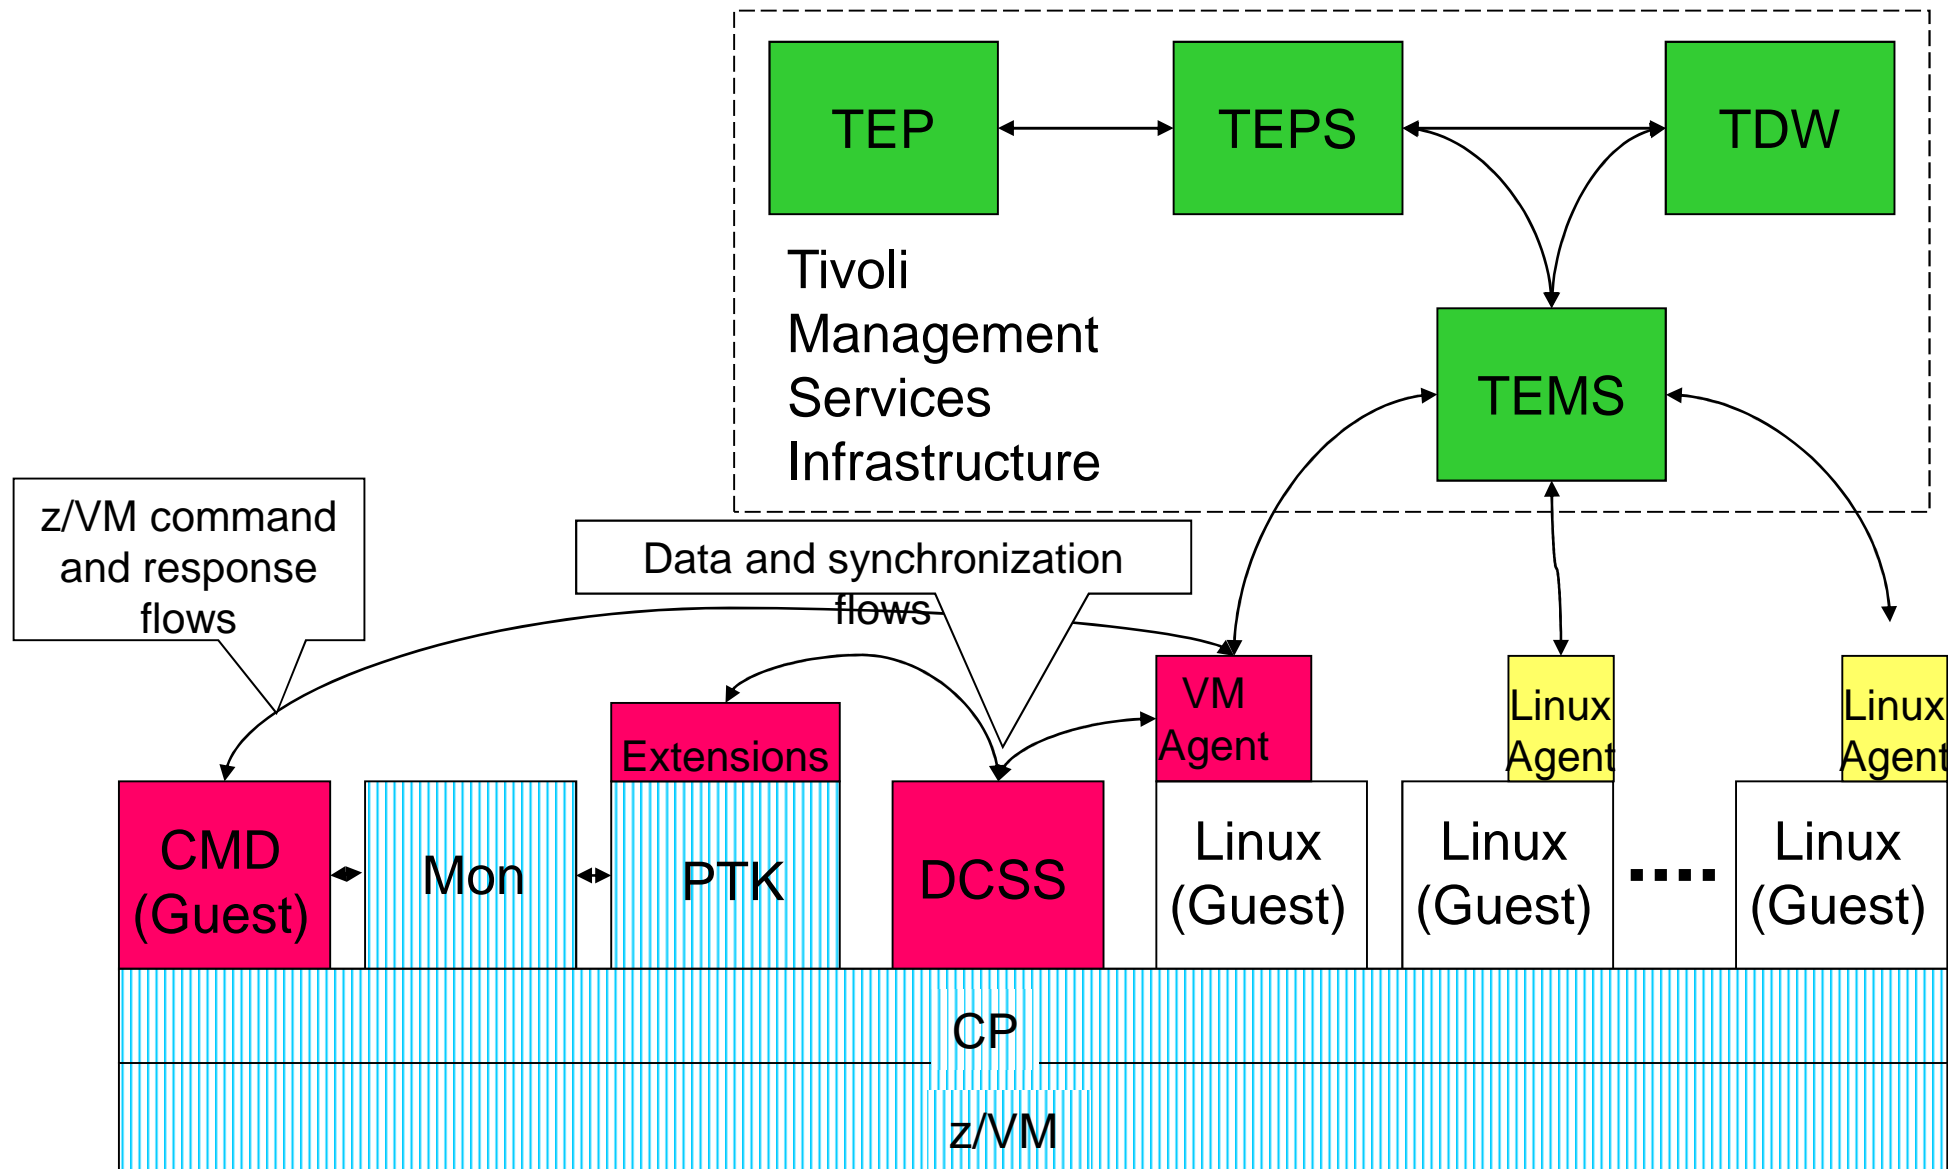 TEP
TEPS
TDW
Tivoli
Management
Services
Infrastructure
TEMS
z/VM command
and response
flows
Data and synchronization
flows
VM
Agent
Linux
Agent
Linux
Agent
Extensions
CMD
(Guest)
Mon
PTK
DCSS
Linux
(Guest)
Linux
(Guest)
Linux
(Guest)
CP
z/VM